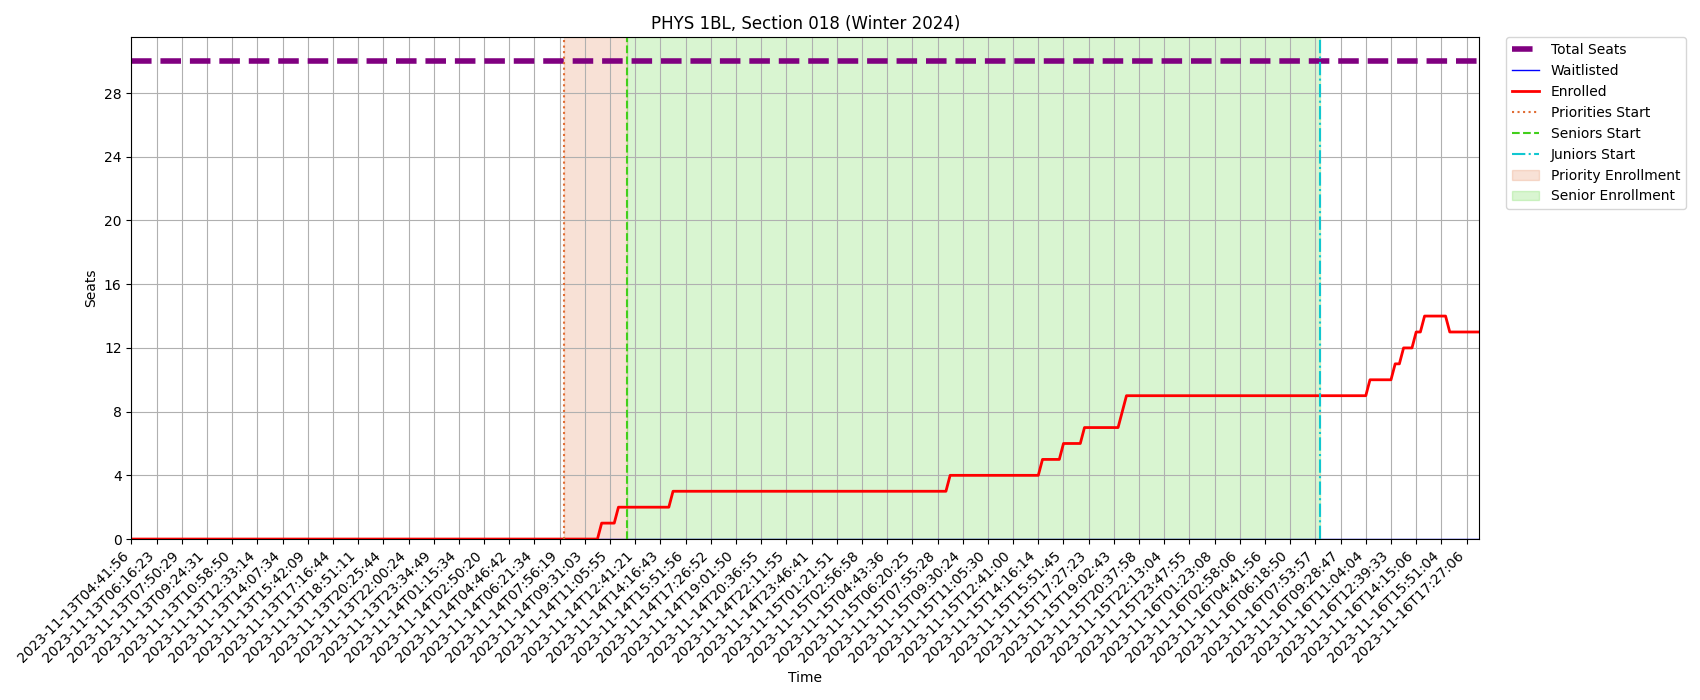 PHYS 1BL, Section 018 (Winter 2024)
Total Seats
Waitlisted
Enrolled
Priorities Start
Seniors Start
Juniors Start
Priority Enrollment
Senior Enrollment
Seats
28
24
20
16
12
8
4
0
2023-11-13T04:41:56
2023-11-13T06:16:23
2023-11-13T07:50:29
2023-11-13T09:24:31
2023-11-13T10:58:50
2023-11-13T12:33:14
2023-11-13T14:07:34
2023-11-13T15:42:09
2023-11-13T17:16:44
2023-11-13T18:51:11
2023-11-13T20:25:44
2023-11-13T22:00:24
2023-11-13T23:34:49
2023-11-14T01:15:34
2023-11-14T02:50:20
2023-11-14T04:46:42
2023-11-14T06:21:34
2023-11-14T07:56:19
2023-11-14T09:31:03
2023-11-14T11:05:55
2023-11-14T12:41:21
2023-11-14T14:16:43
2023-11-14T15:51:56
2023-11-14T17:26:52
2023-11-14T19:01:50
2023-11-14T20:36:55
2023-11-14T22:11:55
2023-11-14T23:46:41
2023-11-15T01:21:51
2023-11-15T02:56:58
2023-11-15T04:43:36
2023-11-15T06:20:25
2023-11-15T07:55:28
2023-11-15T09:30:24
2023-11-15T11:05:30
2023-11-15T12:41:00
2023-11-15T14:16:14
2023-11-15T15:51:45
2023-11-15T17:27:23
2023-11-15T19:02:43
2023-11-15T20:37:58
2023-11-15T22:13:04
2023-11-15T23:47:55
2023-11-16T01:23:08
2023-11-16T02:58:06
2023-11-16T04:41:56
2023-11-16T06:18:50
2023-11-16T07:53:57
2023-11-16T09:28:47
2023-11-16T11:04:04
2023-11-16T12:39:33
2023-11-16T14:15:06
2023-11-16T15:51:04
2023-11-16T17:27:06
Time